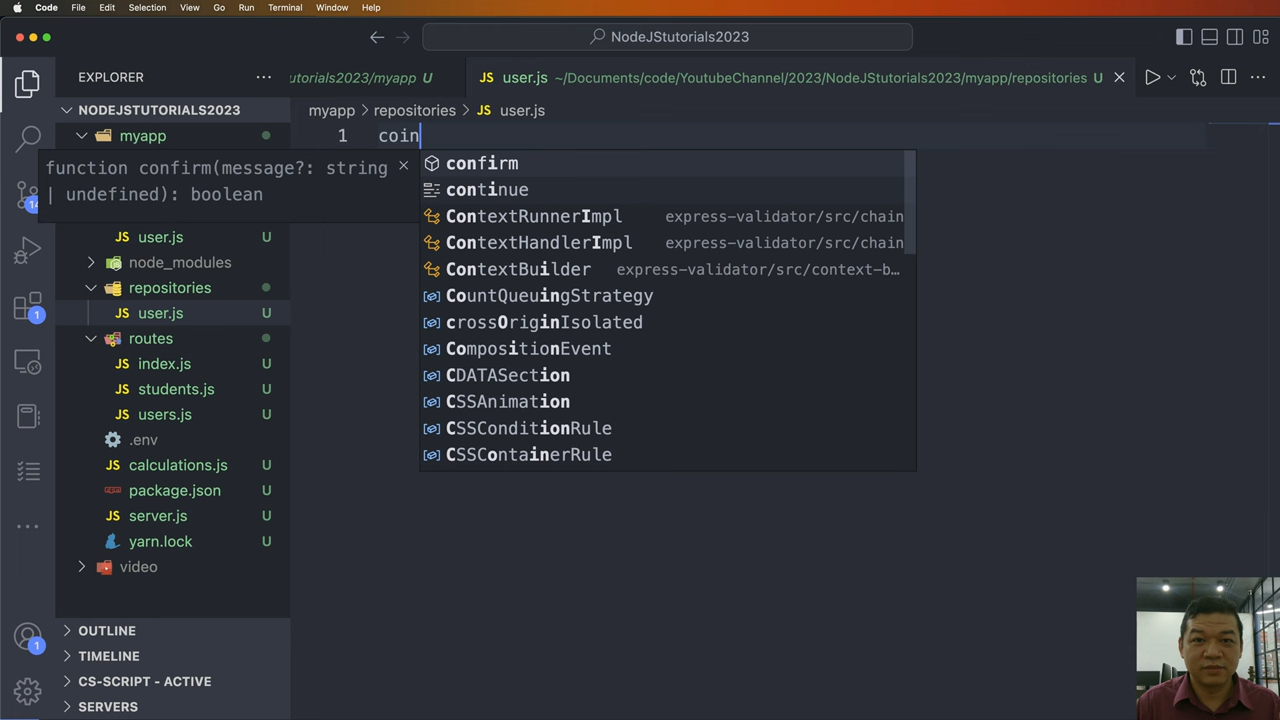 Code File Edit Selection View Go Run Terminal Window Help
NodeJStutorials2023
EXPLORER
utorials2023/myapp U
JS user.js ~/Documents/code/YoutubeChannel/2023/NodeJStutorials2023/myapp/repositories U
NODEJSTUTORIALS2023
myapp > repositories > JS user.js
myapp
1 coin
function confirm(message?: string
| undefined): boolean
confirm
continue
ContextRunnerImpl express-validator/src/chain
ContextHandlerImpl express-validator/src/chain
ContextBuilder express-validator/src/context-b…
CountQueuingStrategy
crossOriginIsolated
CompositionEvent
CDATASection
CSSAnimation
CSSConditionRule
CSSContainerRule
14
JS user.js U
node_modules
repositories
1
JS user.js U
routes
JS index.js U
JS students.js U
JS users.js U
.env U
JS calculations.js U
package.json U
JS server.js U
yarn.lock U
video
OUTLINE
1
TIMELINE
CS-SCRIPT - ACTIVE
SERVERS